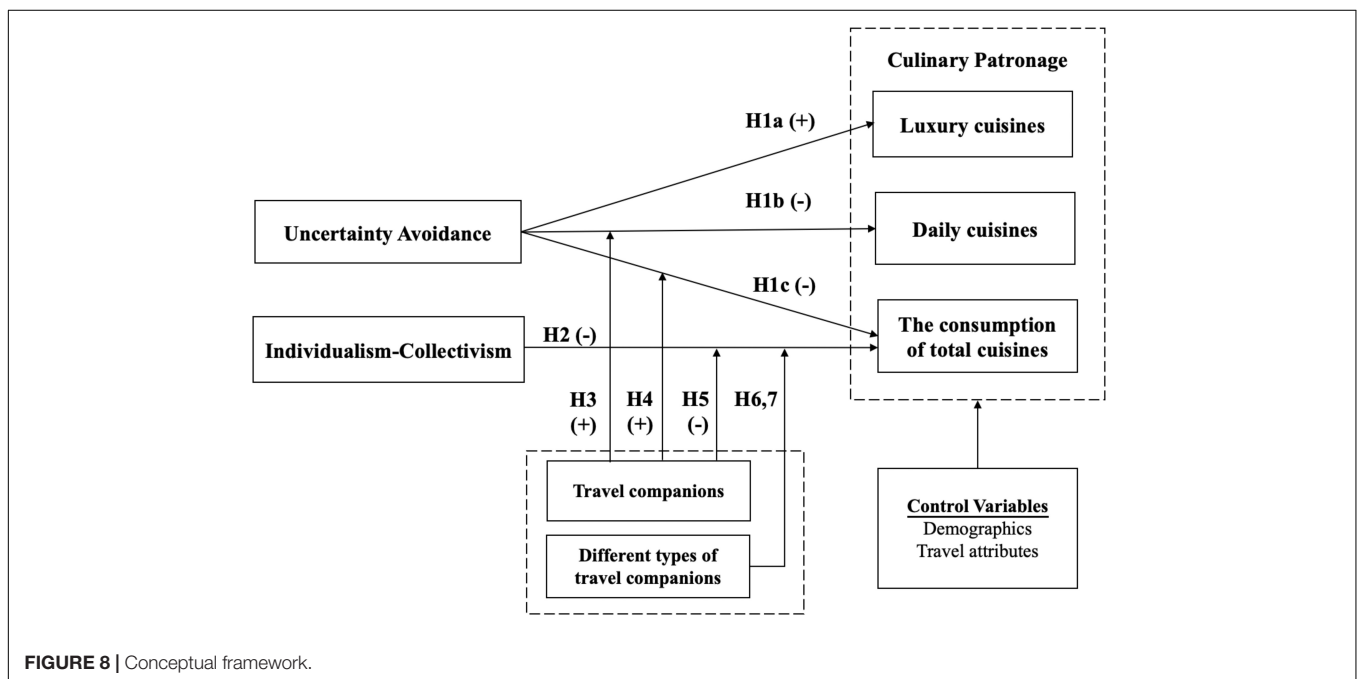 Culinary Patronage
H1a (+)
Luxury cuisines
H1b (-)
Uncertainty Avoidance
Daily cuisines
H1c (-)
Individualism-Collectivism
H2 (-)
The consumption
of total cuisines
H3
(+)
H4
(+)
H5
(-)
H6,7
Travel companions
Different types of
travel companions
Control Variables
Demographics
Travel attributes
FIGURE 8 | Conceptual framework.